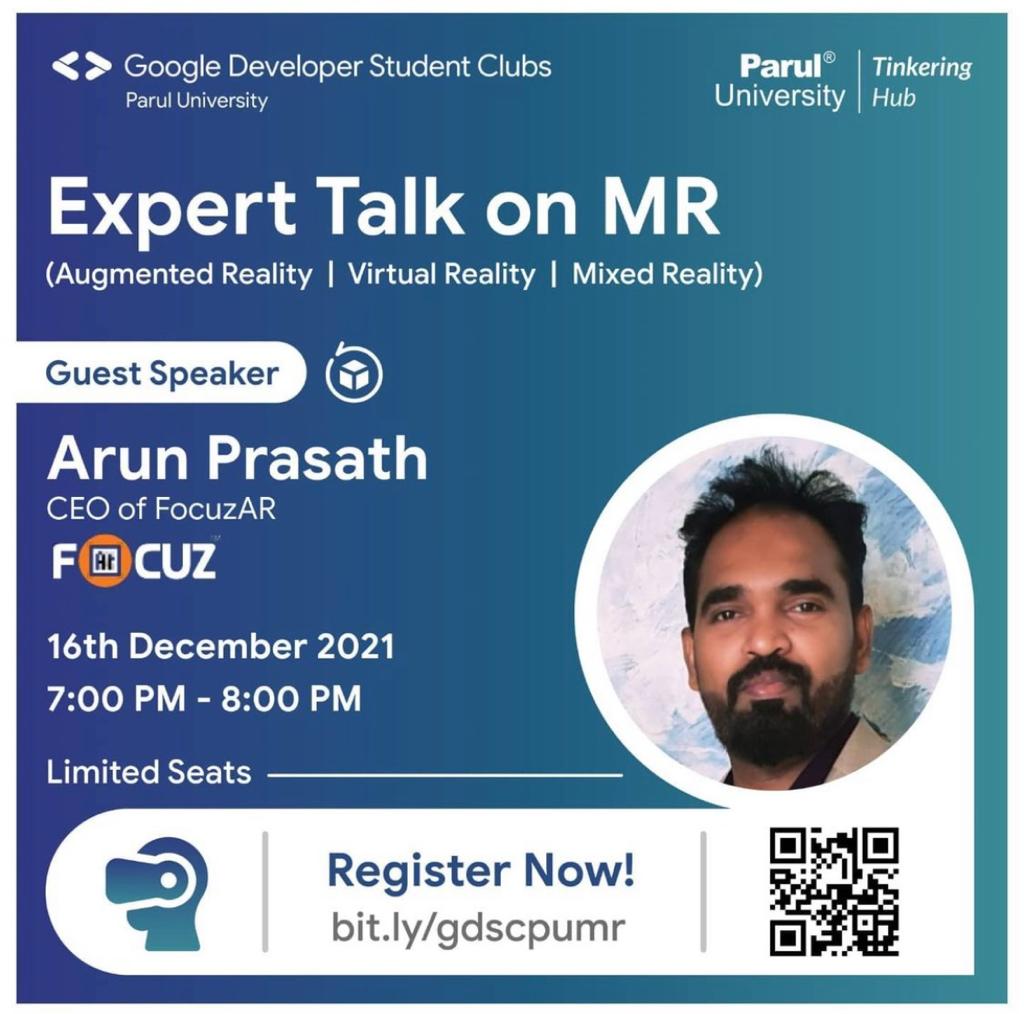 Google Developer Student Clubs
Parul University
Parul® University
Tinkering Hub
Expert Talk on MR
(Augmented Reality | Virtual Reality | Mixed Reality)
Guest Speaker
Arun Prasath
CEO of FocuzAR
FOCUZ™
AR
16th December 2021
7:00 PM - 8:00 PM
Limited Seats
Register Now!
bit.ly/gdscpumr